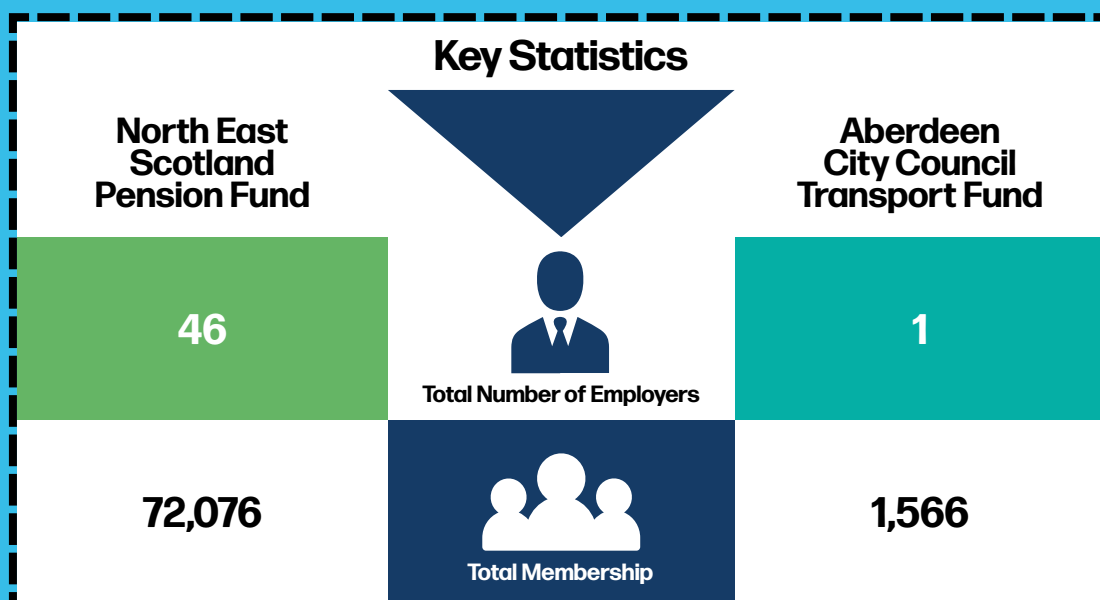 Key Statistics
North East
Scotland
Pension Fund
Aberdeen
City Council
Transport Fund
46
Total Number of Employers
1
72,076
Total Membership
1,566